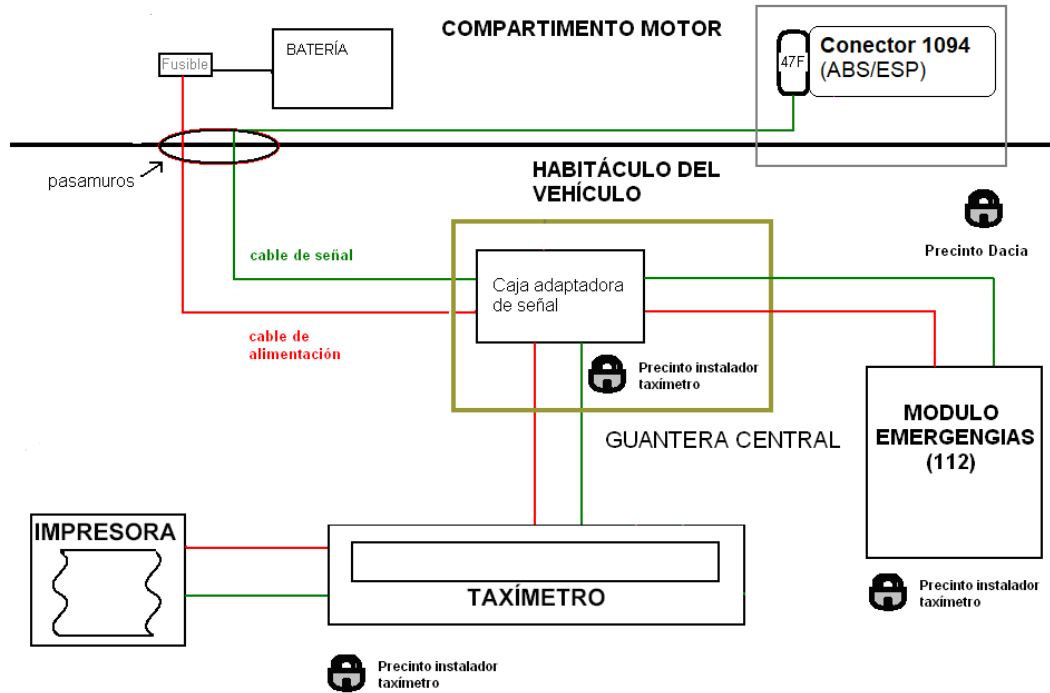 COMPARTIMENTO MOTOR
BATERÍA
Fusible
47F
Conector 1094
(ABS/ESP)
pasamuros
HABITÁCULO DEL
VEHÍCULO
Precinto Dacia
cable de señal
Caja adaptadora
de señal
cable de
alimentación
Precinto instalador
taxímetro
GUANTERA CENTRAL
MODULO
EMERGENGIAS
(112)
IMPRESORA
TAXÍMETRO
Precinto instalador
taxímetro
Precinto instalador
taxímetro